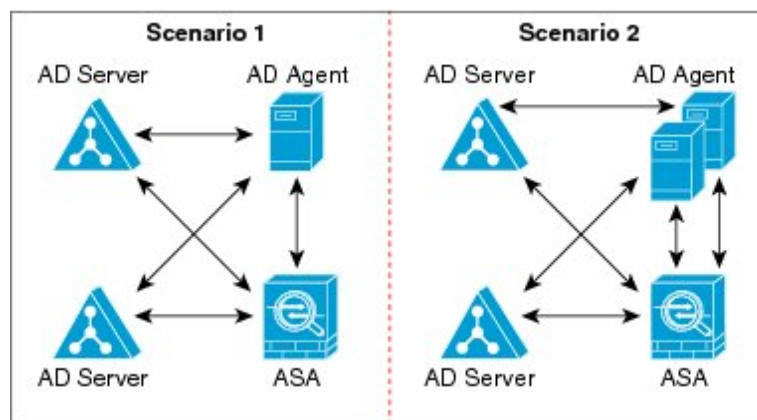 Scenario 1
AD Server
AD Agent
AD Server
ASA
Scenario 2
AD Server
AD Agent
AD Server
ASA